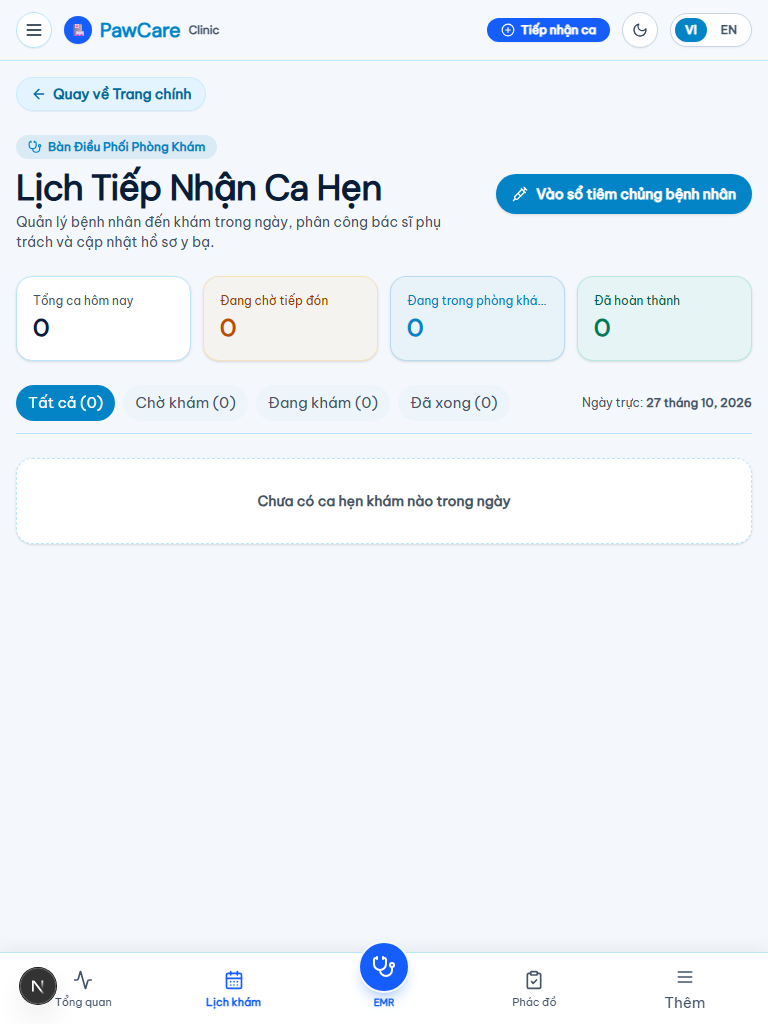 PawCare Clinic
Tiếp nhận ca
VI EN
Quay về Trang chính
Bàn Điều Phối Phòng Khám
Lịch Tiếp Nhận Ca Hẹn
Quản lý bệnh nhân đến khám trong ngày, phân công bác sĩ phụ
trách và cập nhật hồ sơ y bạ.
Vào sổ tiêm chủng bệnh nhân
Tổng ca hôm nay
0
Đang chờ tiếp đón
0
Đang trong phòng khá...
0
Đã hoàn thành
0
Tất cả (0)
Chờ khám (0)
Đang khám (0)
Đã xong (0)
Ngày trực: 27 tháng 10, 2026
Chưa có ca hẹn khám nào trong ngày
N
Tổng quan
Lịch khám
EMR
Phác đồ
Thêm